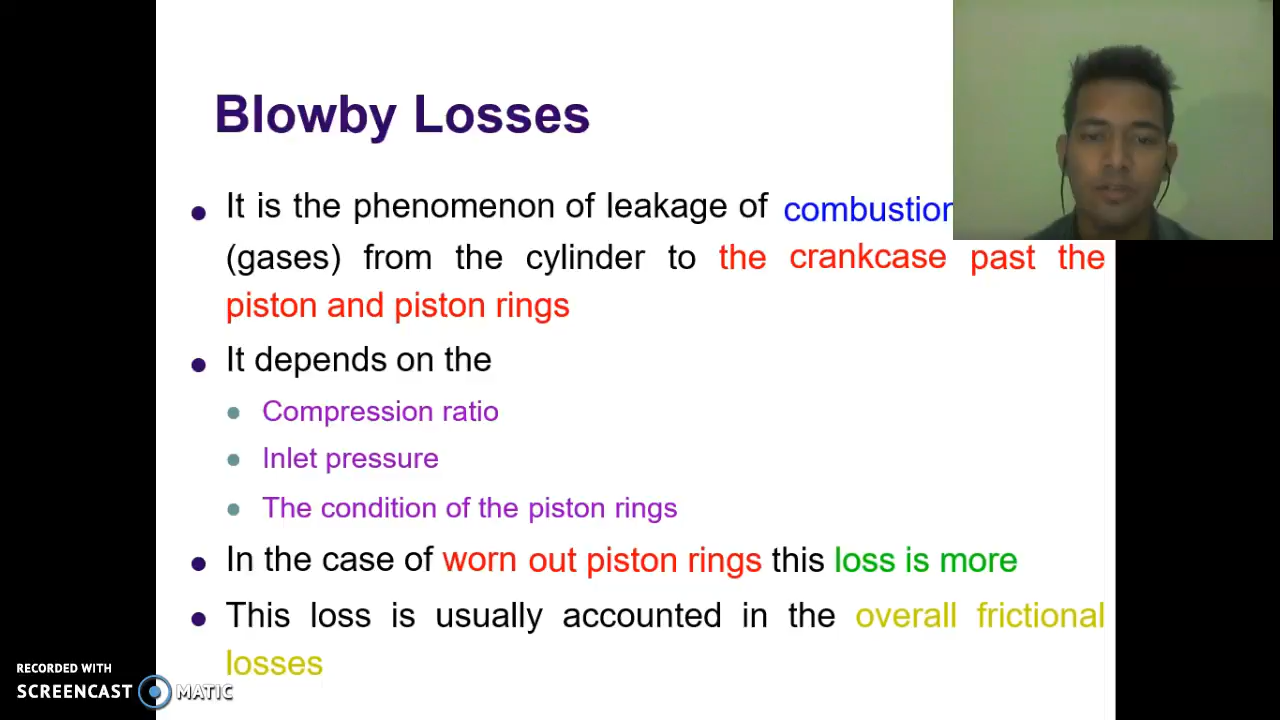 Blowby Losses
• It is the phenomenon of leakage of
(gases) from the cylinder to the crankcase past the
piston and piston rings
• It depends on the
• Compression ratio
• Inlet pressure
• The condition of the piston rings
• In the case of worn out piston rings this loss is more
• This loss is usually accounted in the overall frictional
losses
RECORDED WITH
SCREENCAST MATIC